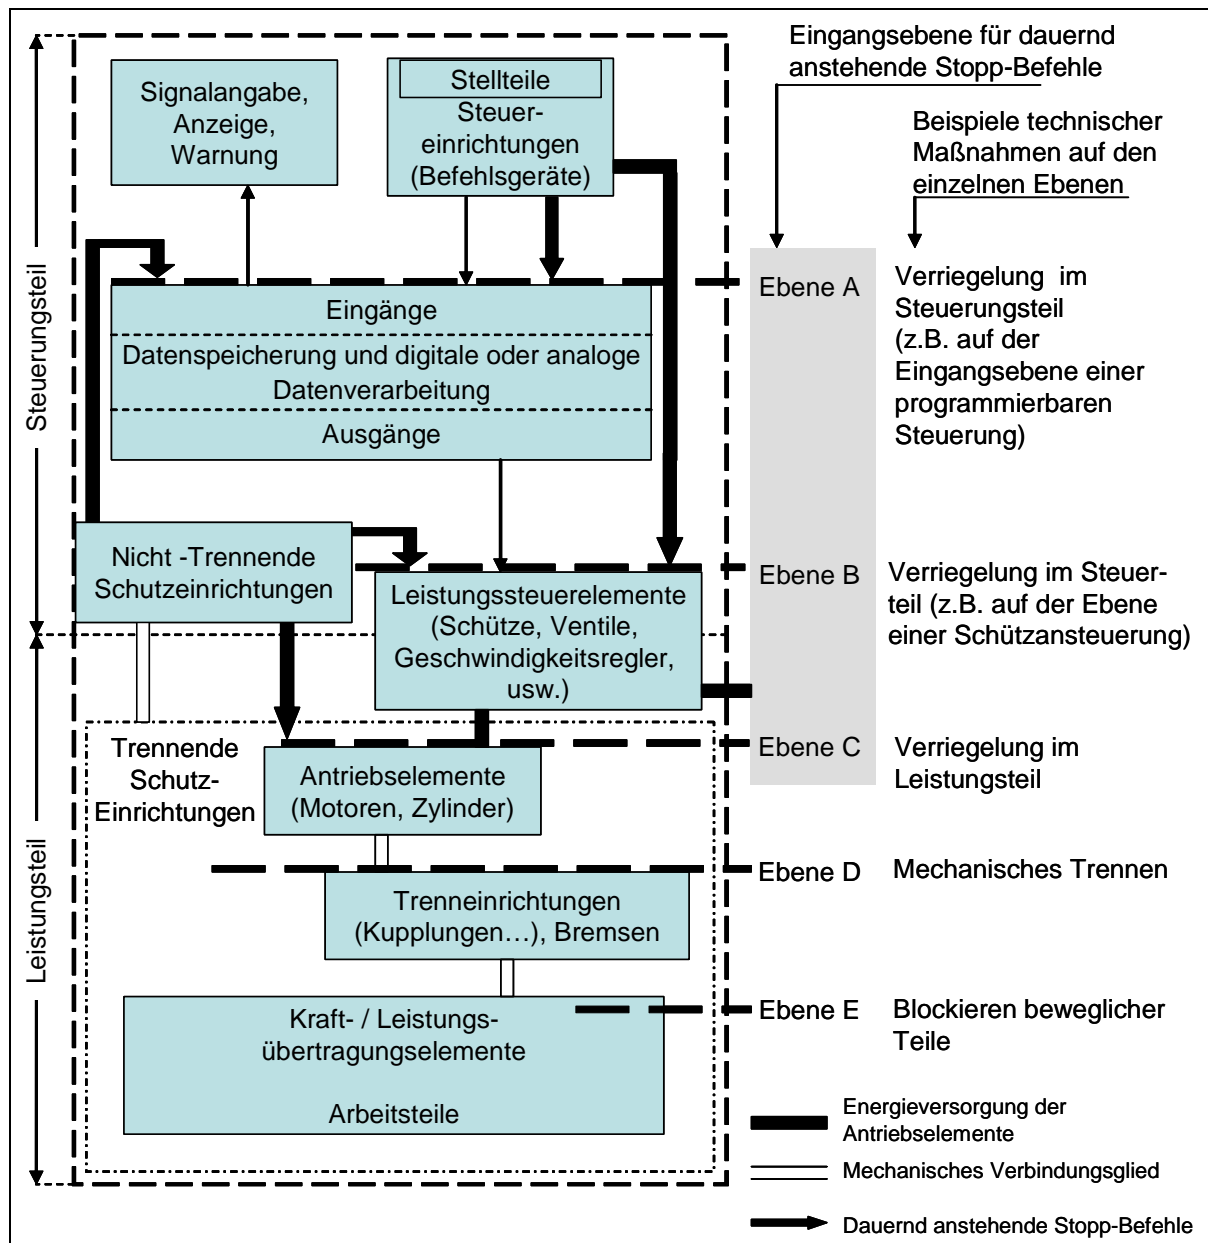 Eingangsebene für dauernd
anstehende Stopp-Befehle
Beispiele technischer
Maßnahmen auf den
einzelnen Ebenen
Steuerungsteil
Leistungsteil
Signalangabe,
Anzeige,
Warnung
Stellteile
Steuer-
einrichtungen
(Befehlsgeräte)
Eingänge
Datenspeicherung und digitale oder analoge
Datenverarbeitung
Ausgänge
Ebene A
Verriegelung im
Steuerungsteil
(z.B. auf der
Eingangsebene einer
programmierbaren
Steuerung)
Nicht -Trennende
Schutzeinrichtungen
Leistungssteuerelemente
(Schütze, Ventile,
Geschwindigkeitsregler,
usw.)
Ebene B
Verriegelung im Steuer-
teil (z.B. auf der Ebene
einer Schützansteuerung)
Trennende
Schutz-
Einrichtungen
Antriebselemente
(Motoren, Zylinder)
Ebene C
Verriegelung im
Leistungsteil
Ebene D
Mechanisches Trennen
Trenneinrichtungen
(Kupplungen…), Bremsen
Ebene E
Blockieren beweglicher
Teile
Kraft- / Leistungs-
übertragungselemente
Arbeitsteile
Energieversorgung der
Antriebselemente
Mechanisches Verbindungsglied
Dauernd anstehende Stopp-Befehle